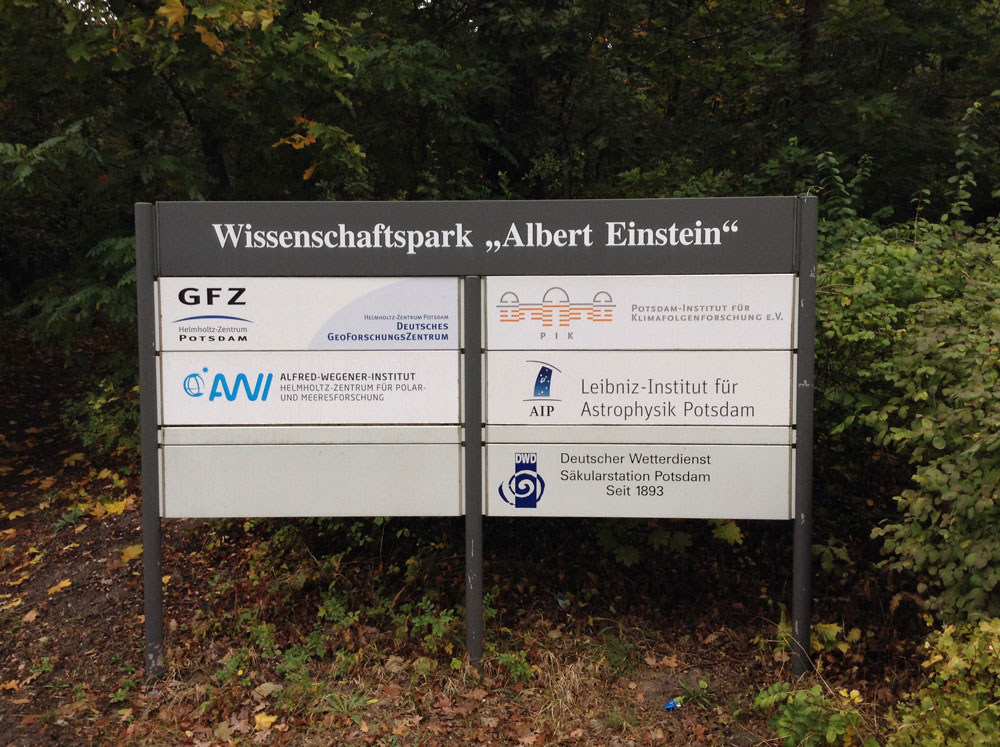 Wissenschaftspark „Albert Einstein“
GFZ
Helmholtz-Zentrum
POTSDAM
HELMHOLTZ-ZENTRUM POTSDAM
DEUTSCHES
GEOFORSCHUNGSZENTRUM
PIK
POTSDAM-INSTITUT FÜR
KLIMAFOLGENFORSCHUNG E.V.
AWI
ALFRED-WEGENER-INSTITUT
HELMHOLTZ-ZENTRUM FÜR POLAR-
UND MEERESFORSCHUNG
AIP
Leibniz-Institut für
Astrophysik Potsdam
DWD
Deutscher Wetterdienst
Säkularstation Potsdam
Seit 1893